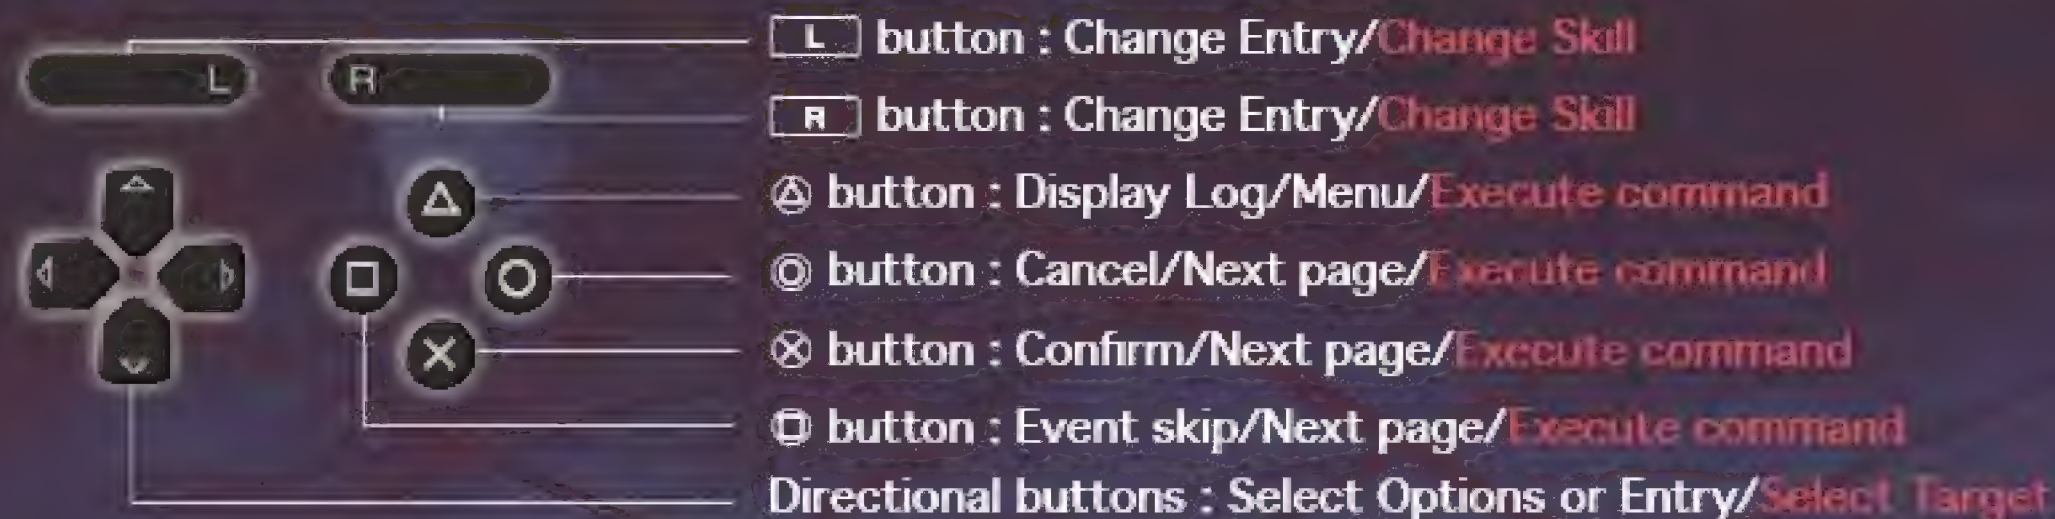 L
R
L button : Change Entry/Change Skill
R button : Change Entry/Change Skill
△ button : Display Log/Menu/Execute command
○ button : Cancel/Next page/Execute command
✕ button : Confirm/Next page/Execute command
□ button : Event skip/Next page/Execute command
Directional buttons : Select Options or Entry/Select Target